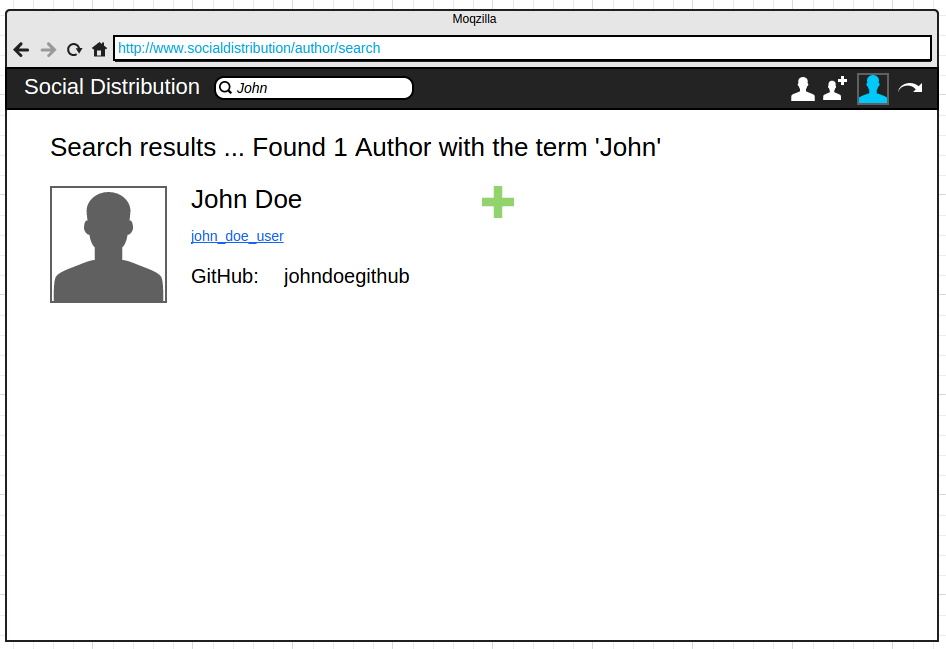 Moqzilla
http://www.socialdistribution/author/search
Social Distribution
John
Search results ... Found 1 Author with the term 'John'
John Doe
john_doe_user
GitHub: johndoegithub